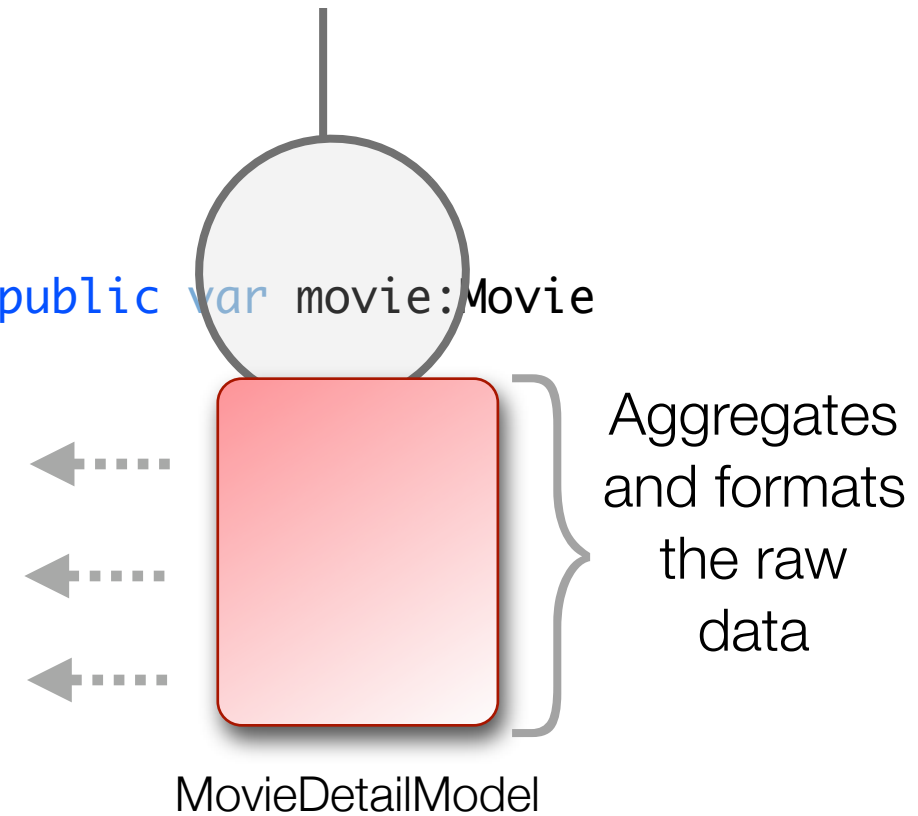 public var movie:Movie
Aggregates
and formats
the raw
data
MovieDetailModel